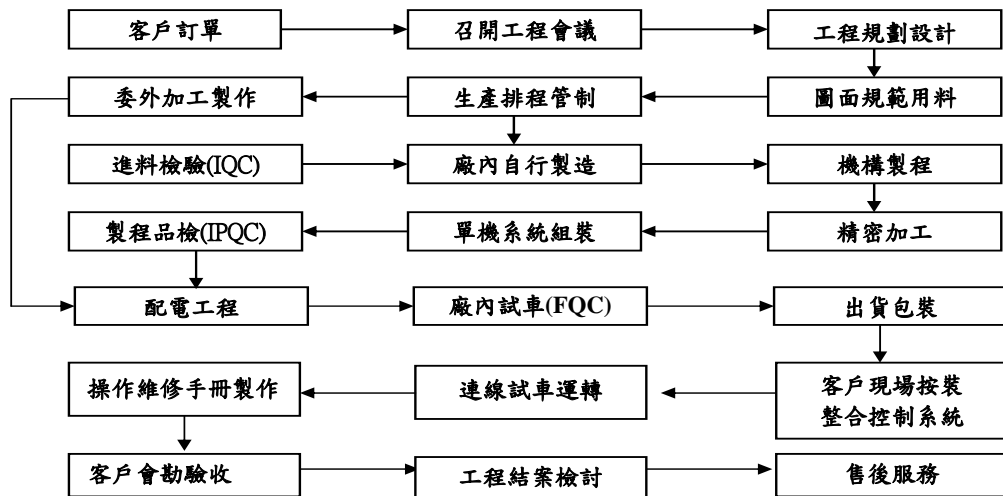 客戶訂單
召開工程會議
工程規劃設計
委外加工製作
生產排程管制
圖面規範用料
進料檢驗(IQC)
廠內自行製造
機構製程
製程品檢(IPQC)
單機系統組裝
精密加工
配電工程
廠內試車(FQC)
出貨包裝
操作維修手冊製作
連線試車運轉
客戶現場按裝
整合控制系統
客戶會勘驗收
工程結案檢討
售後服務